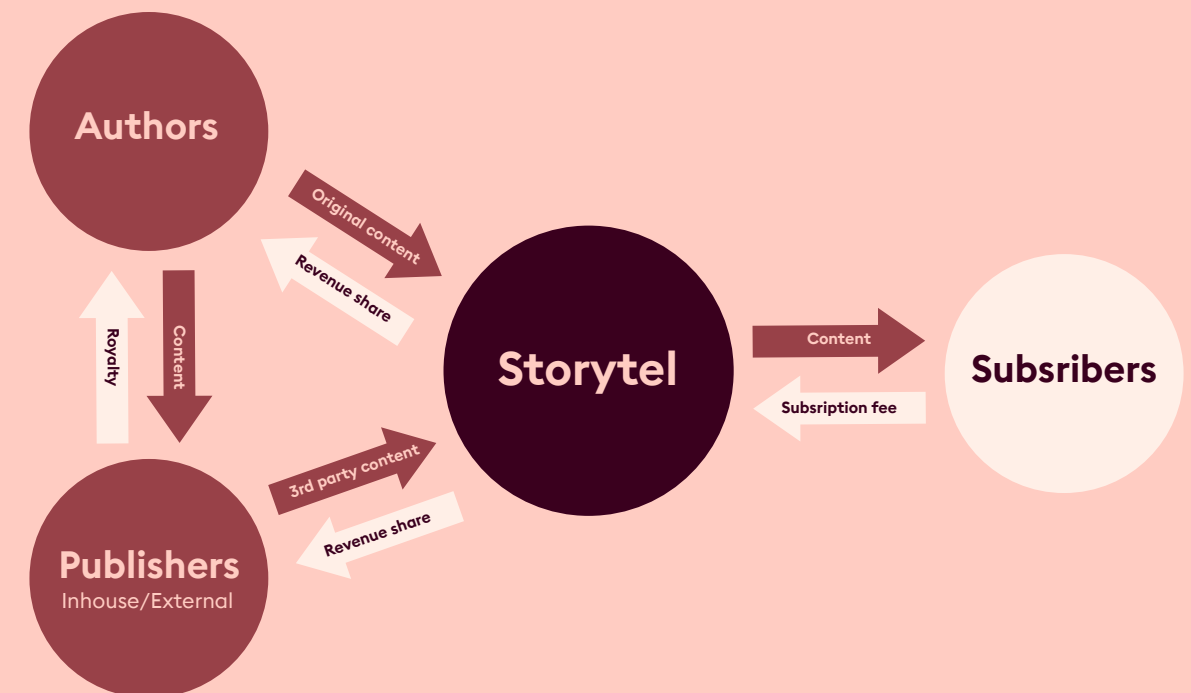 Authors
Original content
Revenue share
Royalty
Content
Storytel
Content
Subsribers
Subsription fee
3rd party content
Revenue share
Publishers
Inhouse/External